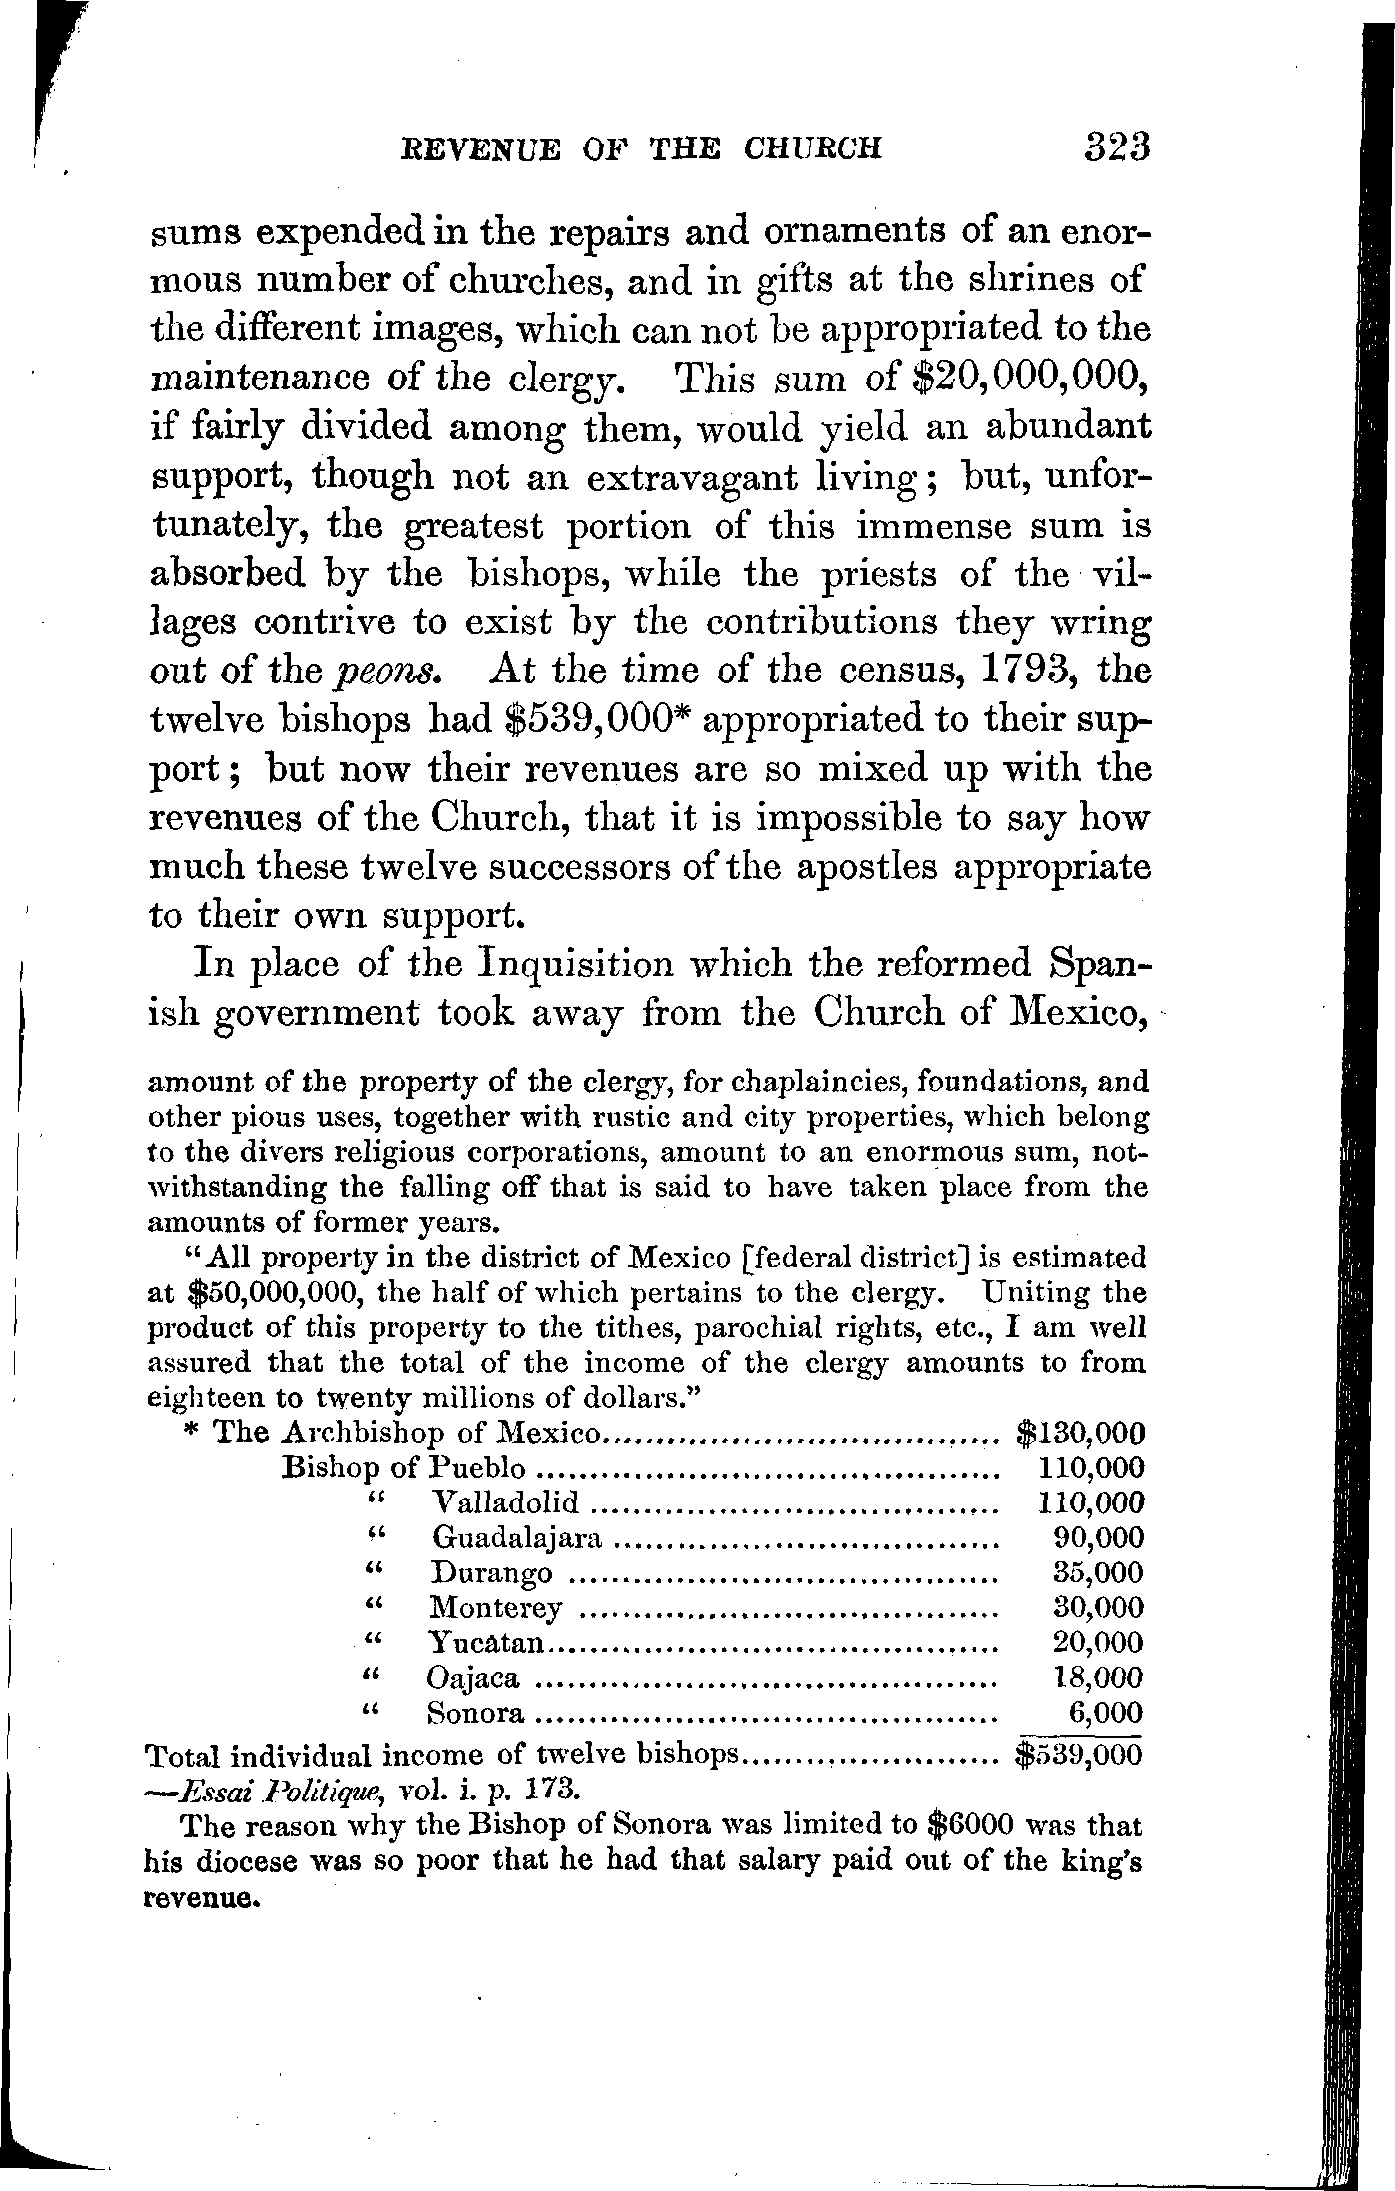 REVENUE OF THE CHURCH 323
sums expended in the repairs and ornaments of an enor-
mous number of churches, and in gifts at the shrines of
the different images, which can not be appropriated to the
maintenance of the clergy. This sum of $20,000,000,
if fairly divided among them, would yield an abundant
support, though not an extravagant living; but, unfor-
tunately, the greatest portion of this immense sum is
absorbed by the bishops, while the priests of the vil-
lages contrive to exist by the contributions they wring
out of the peons. At the time of the census, 1793, the
twelve bishops had $539,000* appropriated to their sup-
port; but now their revenues are so mixed up with the
revenues of the Church, that it is impossible to say how
much these twelve successors of the apostles appropriate
to their own support.
In place of the Inquisition which the reformed Span-
ish government took away from the Church of Mexico,
amount of the property of the clergy, for chaplaincies, foundations, and
other pious uses, together with rustic and city properties, which belong
to the divers religious corporations, amount to an enormous sum, not-
withstanding the falling off that is said to have taken place from the
amounts of former years.
"All property in the district of Mexico [federal district] is estimated
at $50,000,000, the half of which pertains to the clergy. Uniting the
product of this property to the tithes, parochial rights, etc., I am well
assured that the total of the income of the clergy amounts to from
eighteen to twenty millions of dollars."
* The Archbishop of Mexico..................................... $130,000
Bishop of Pueblo ........................................... 110,000
" Valladolid ...................................... 110,000
" Guadalajara .................................... 90,000
" Durango ........................................ 35,000
" Monterey ....................................... 30,000
" Yucatan.......................................... 20,000
" Oajaca ........................................... 18,000
" Sonora ........................................... 6,000
Total individual income of twelve bishops........................ $539,000
—Essai Politique, vol. i. p. 173.
The reason why the Bishop of Sonora was limited to $6000 was that
his diocese was so poor that he had that salary paid out of the king's
revenue.